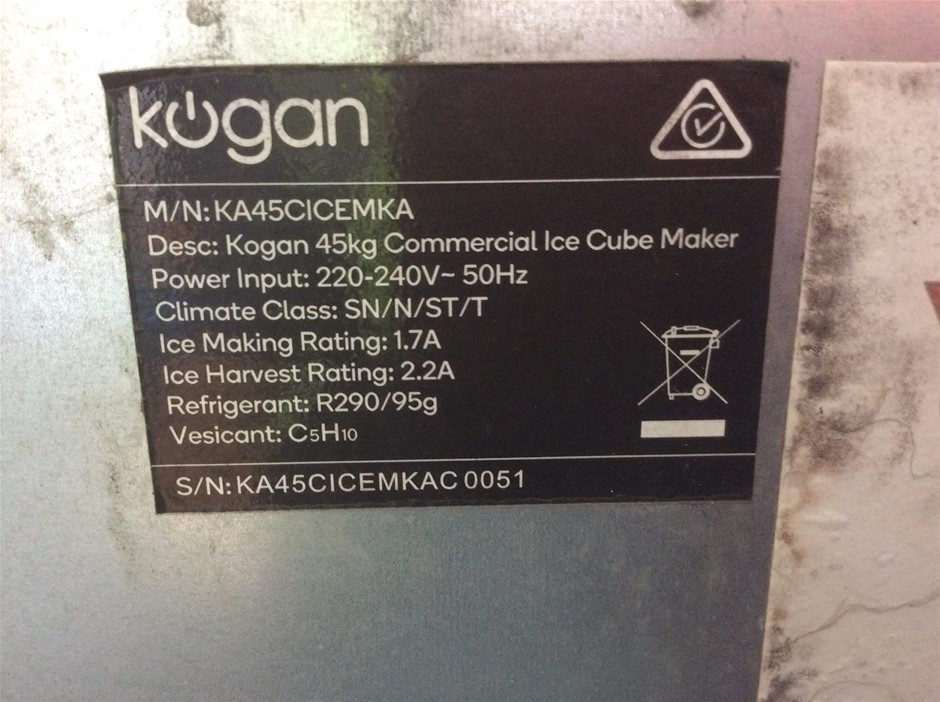 kogan
M/N: KA45CICEMKA
Desc: Kogan 45kg Commercial Ice Cube Maker
Power Input: 220-240V~ 50Hz
Climate Class: SN/N/ST/T
Ice Making Rating: 1.7A
Ice Harvest Rating: 2.2A
Refrigerant: R290/95g
Vesicant: C5H10
S/N: KA45CICEMKAC 0051